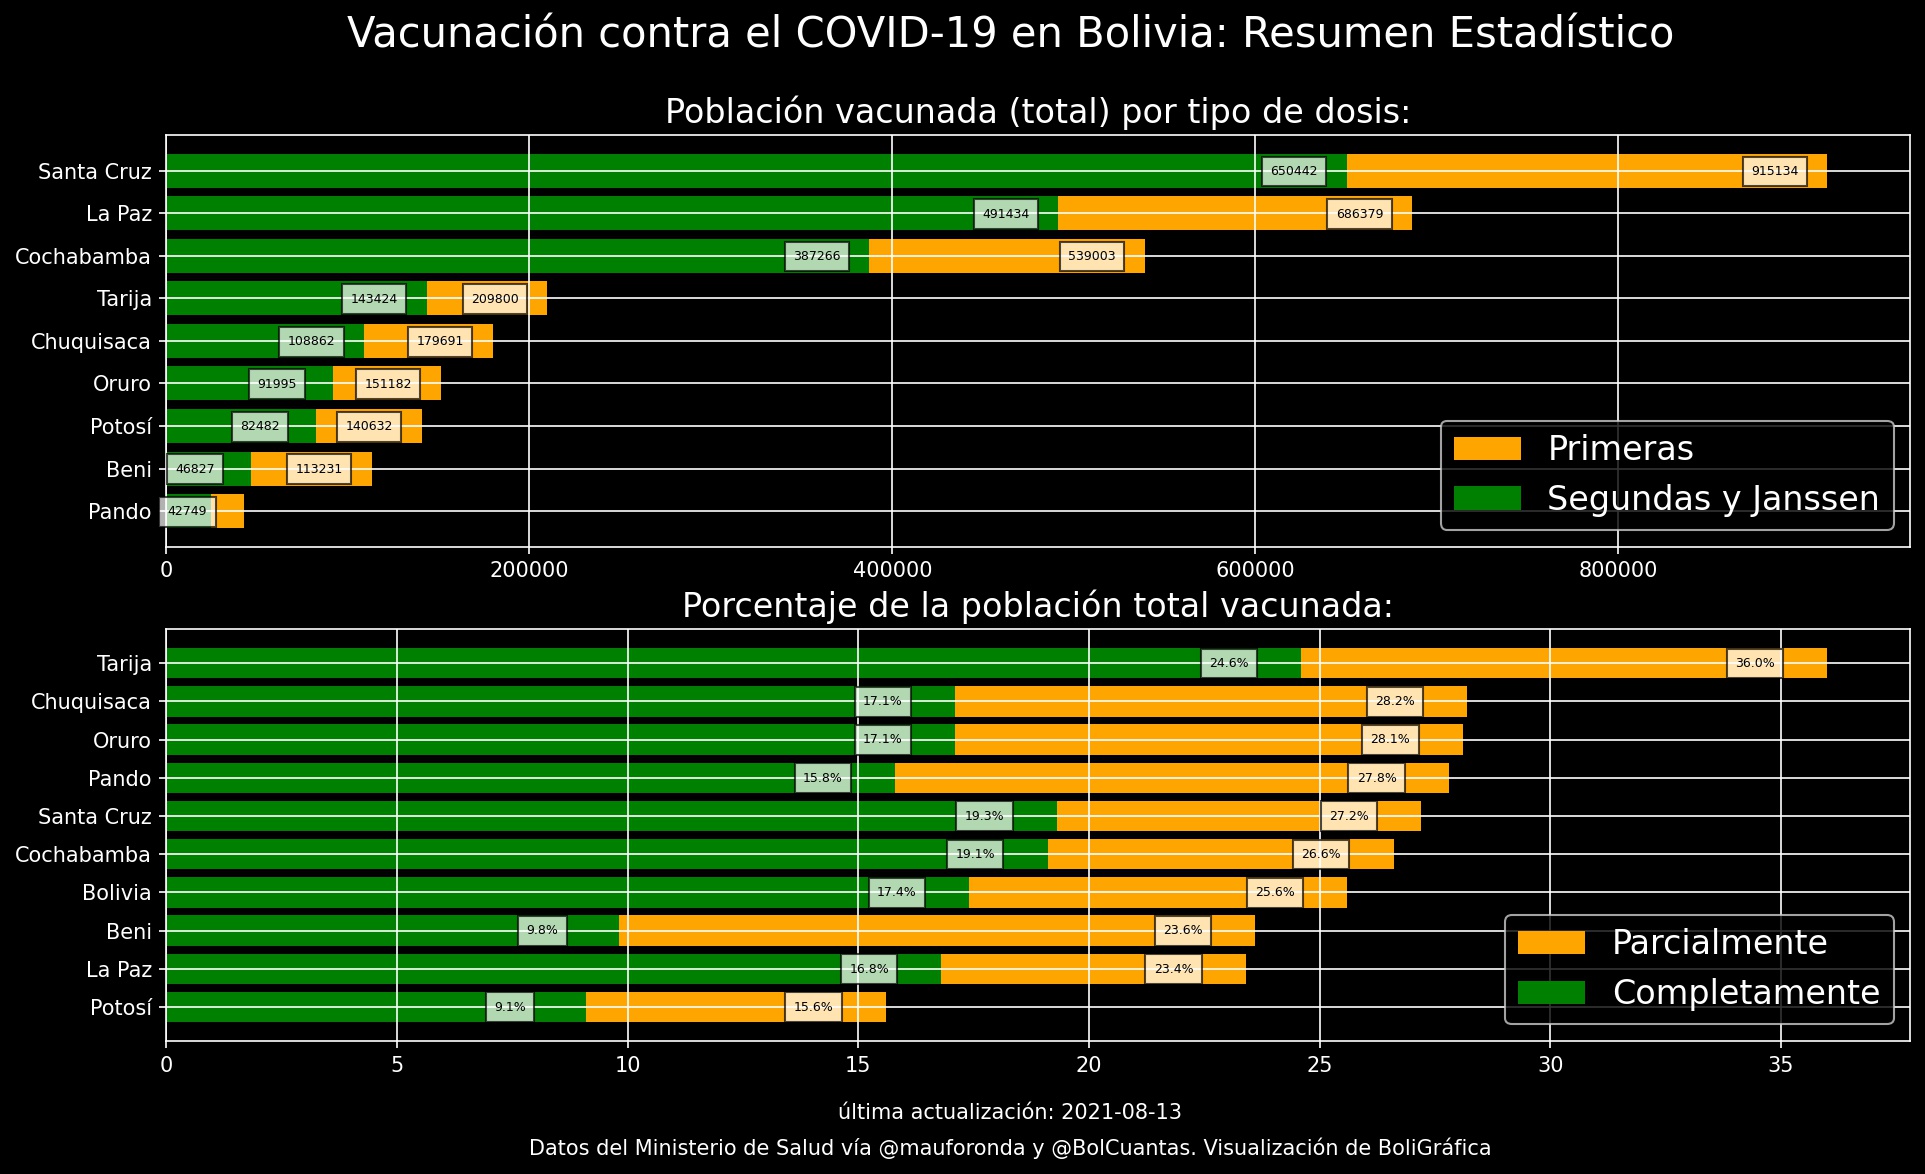 Vacunación contra el COVID-19 en Bolivia: Resumen Estadístico
Población vacunada (total) por tipo de dosis:
Santa Cruz 650442 915134
La Paz 491434 686379
Cochabamba 387266 539003
Tarija 143424 209800
Chuquisaca 108862 179691
Oruro 91995 151182
Potosí 82482 140632
Beni 46827 113231
Pando 42749
Primeras
Segundas y Janssen
0 200000 400000 600000 800000
Porcentaje de la población total vacunada:
Tarija 24.6% 36.0%
Chuquisaca 17.1% 28.2%
Oruro 17.1% 28.1%
Pando 15.8% 27.8%
Santa Cruz 19.3% 27.2%
Cochabamba 19.1% 26.6%
Bolivia 17.4% 25.6%
Beni 9.8% 23.6%
La Paz 16.8% 23.4%
Potosí 9.1% 15.6%
Parcialmente
Completamente
0 5 10 15 20 25 30 35
última actualización: 2021-08-13
Datos del Ministerio de Salud vía @mauforonda y @BolCuantas. Visualización de BoliGráfica